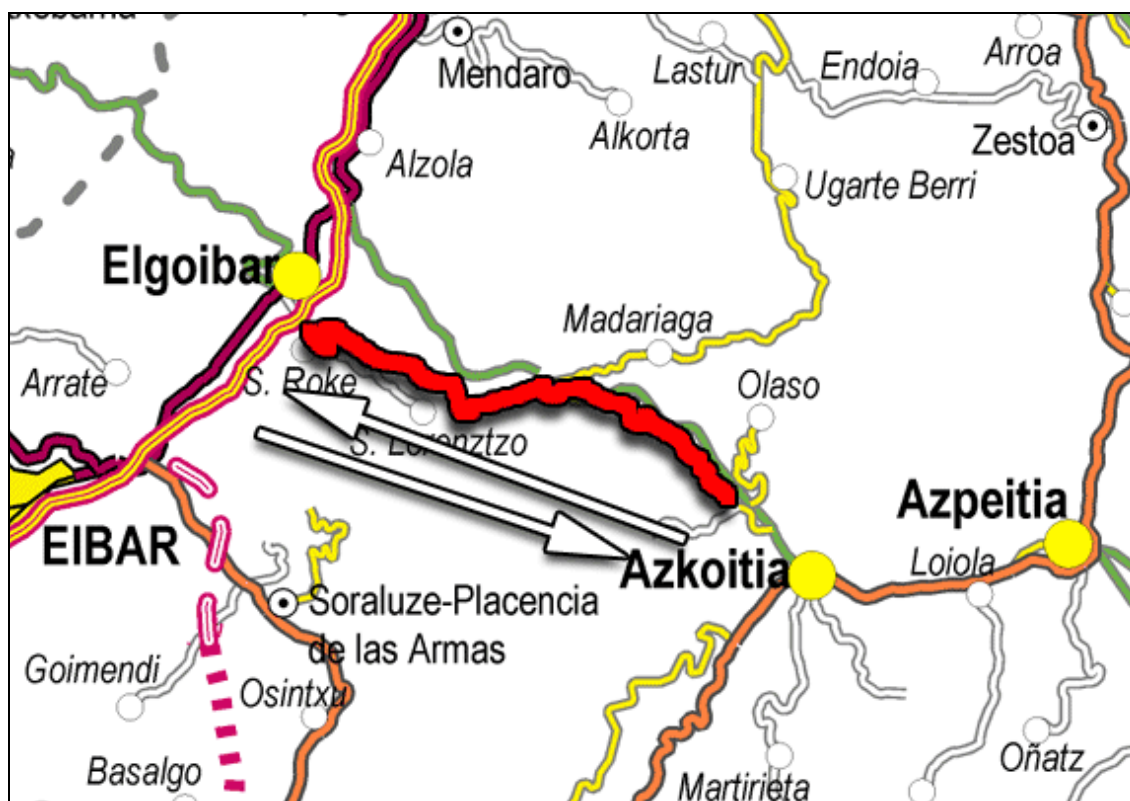 Mendaro
Lastur
Endoia
Arroa
Alkorta
Zestoa
Alzola
Ugarte Berri
Elgoibar
Madariaga
Arrate
S. Roke
Olaso
S. Lorenztzo
EIBAR
Azpeitia
Azkoitia
Loiola
Soraluze-Placencia
de las Armas
Goimendi
Osintxu
Basalgo
Martirieta
Oñatz